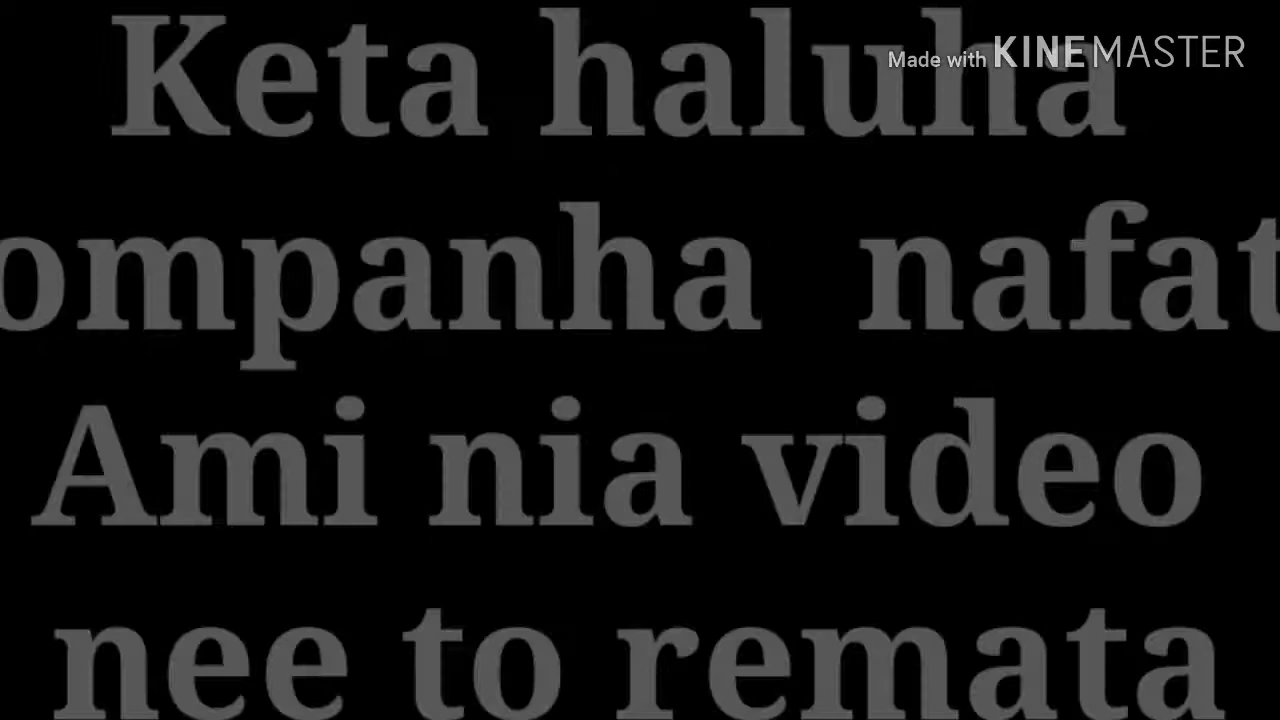 Keta haluha
Made with KINEMASTER
ompanha nafat
Ami nia video
nee to remata